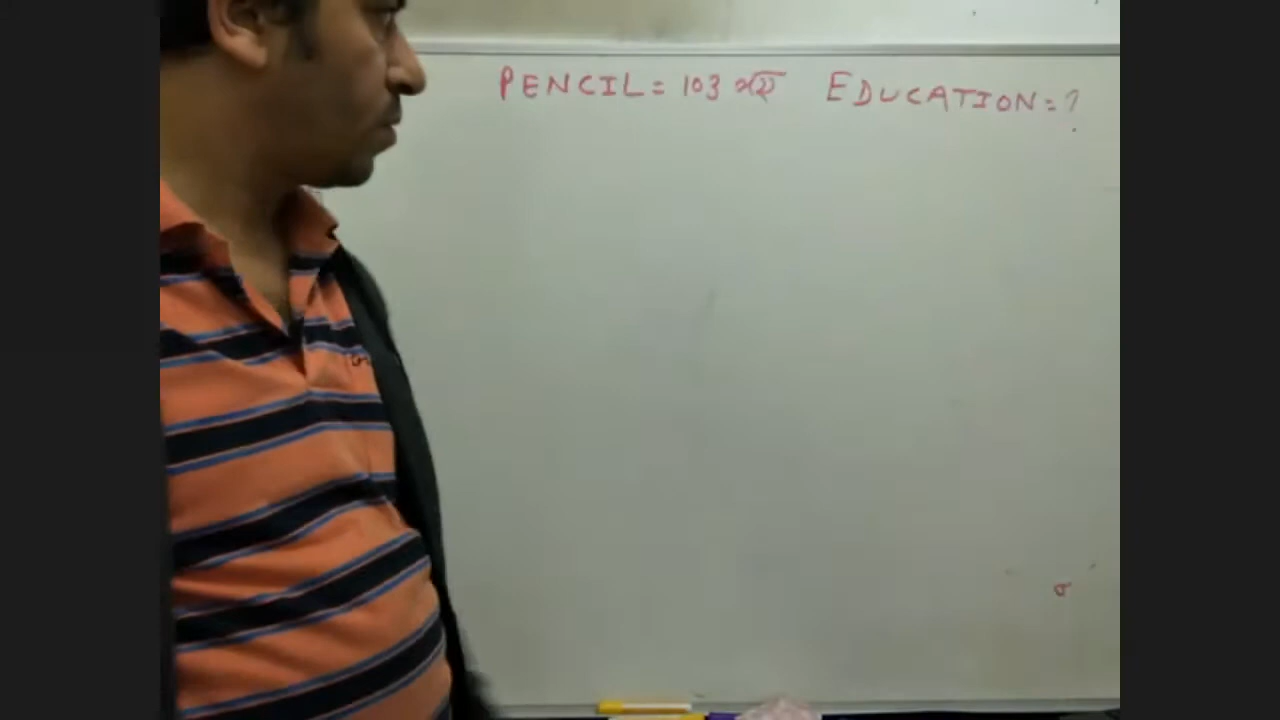 PENCIL = 103 EDUCATION = ?